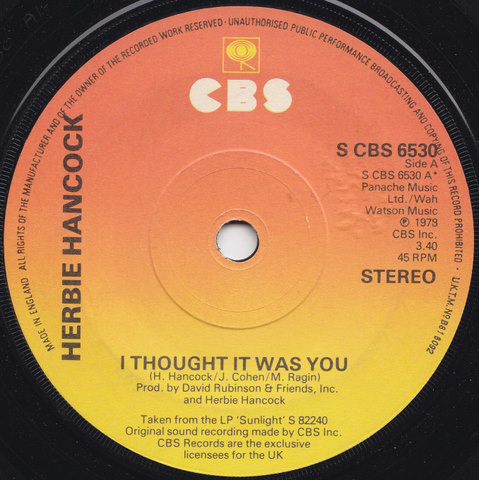 MADE IN ENGLAND ALL RIGHTS OF THE MANUFACTURER AND OF THE OWNER OF THE RECORDED WORK RESERVED - UNAUTHORISED PUBLIC PERFORMANCE BROADCASTING AND COPYING OF THIS RECORD PROHIBITED · U.K.T.M. No B616092
CBS
HERBIE HANCOCK
S CBS 6530
Side A
S CBS 6530 A*
Panache Music
Ltd./Wah
Watson Music
℗ 1978
CBS Inc.
3.40
45 RPM
STEREO
I THOUGHT IT WAS YOU
(H. Hancock/J. Cohen/M. Ragin)
Prod. by David Rubinson & Friends, Inc.
and Herbie Hancock
Taken from the LP 'Sunlight' S 82240
Original sound recording made by CBS Inc.
CBS Records are the exclusive
licensees for the UK